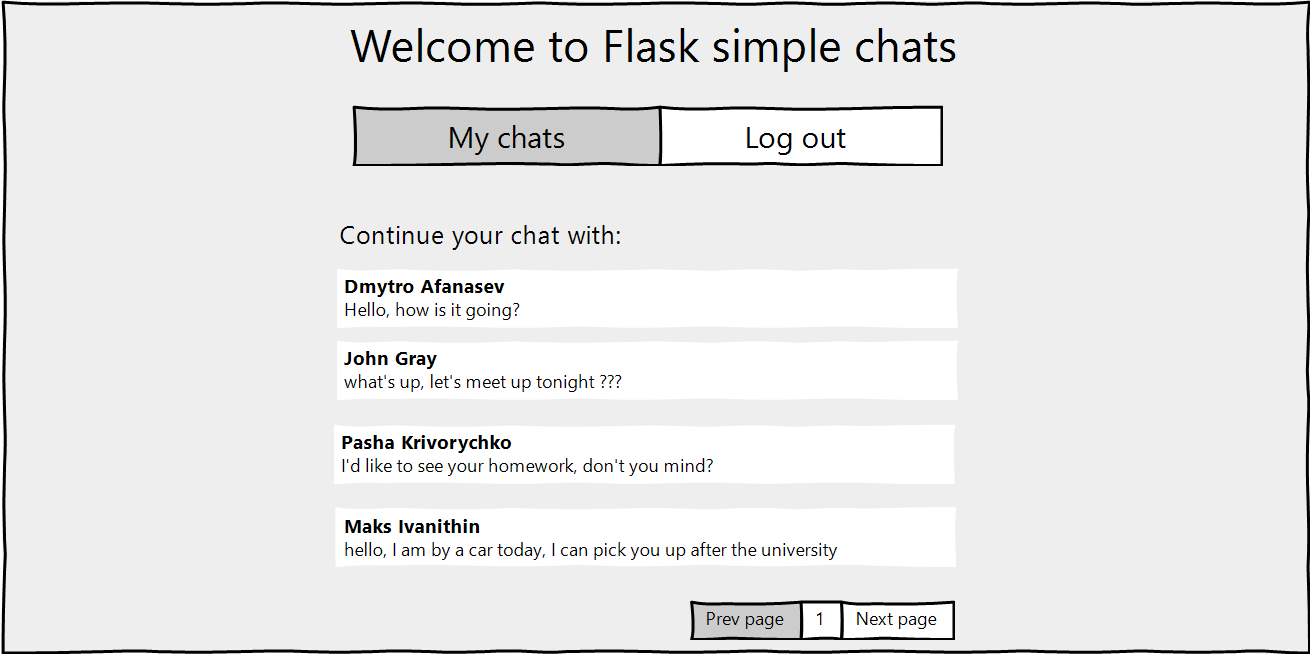 Welcome to Flask simple chats
My chats
Log out
Continue your chat with:
Dmytro Afanasev
Hello, how is it going?
John Gray
what's up, let's meet up tonight ???
Pasha Krivorychko
I'd like to see your homework, don't you mind?
Maks Ivanithin
hello, I am by a car today, I can pick you up after the university
Prev page
1
Next page